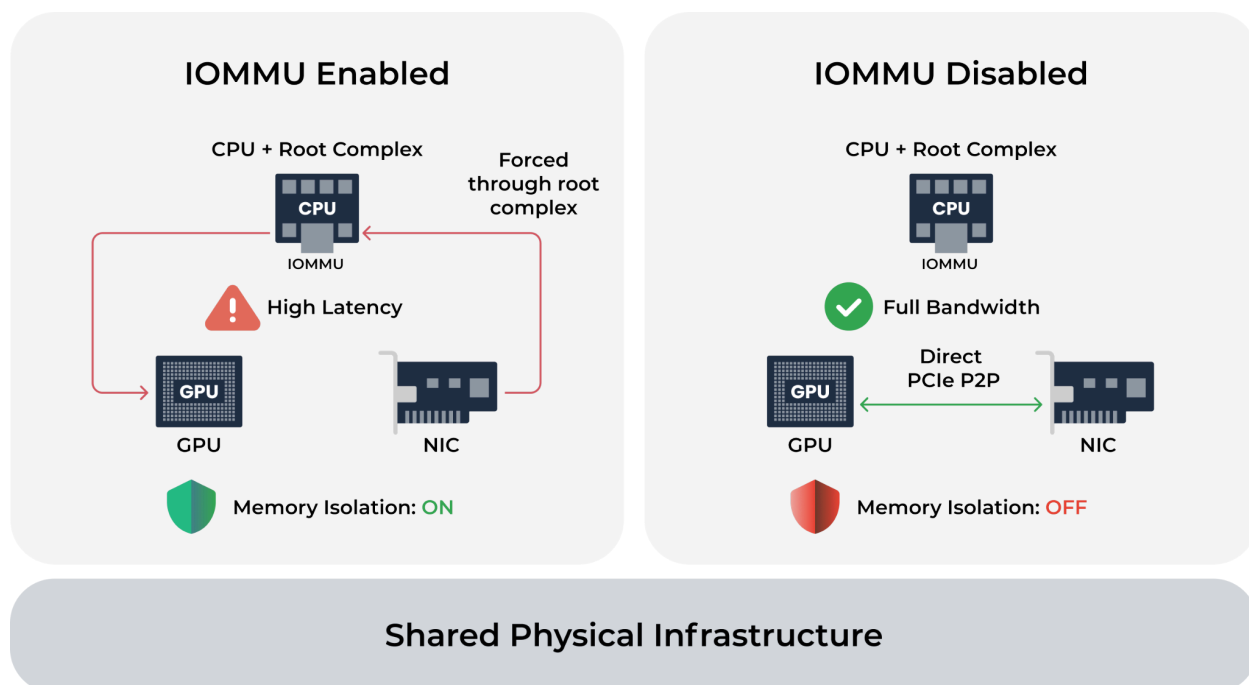 IOMMU Enabled
CPU + Root Complex
Forced
through root
complex
CPU
IOMMU
High Latency
GPU
GPU
NIC
Memory Isolation: ON
IOMMU Disabled
CPU + Root Complex
CPU
IOMMU
Full Bandwidth
Direct
PCIe P2P
GPU
GPU
NIC
Memory Isolation: OFF
Shared Physical Infrastructure